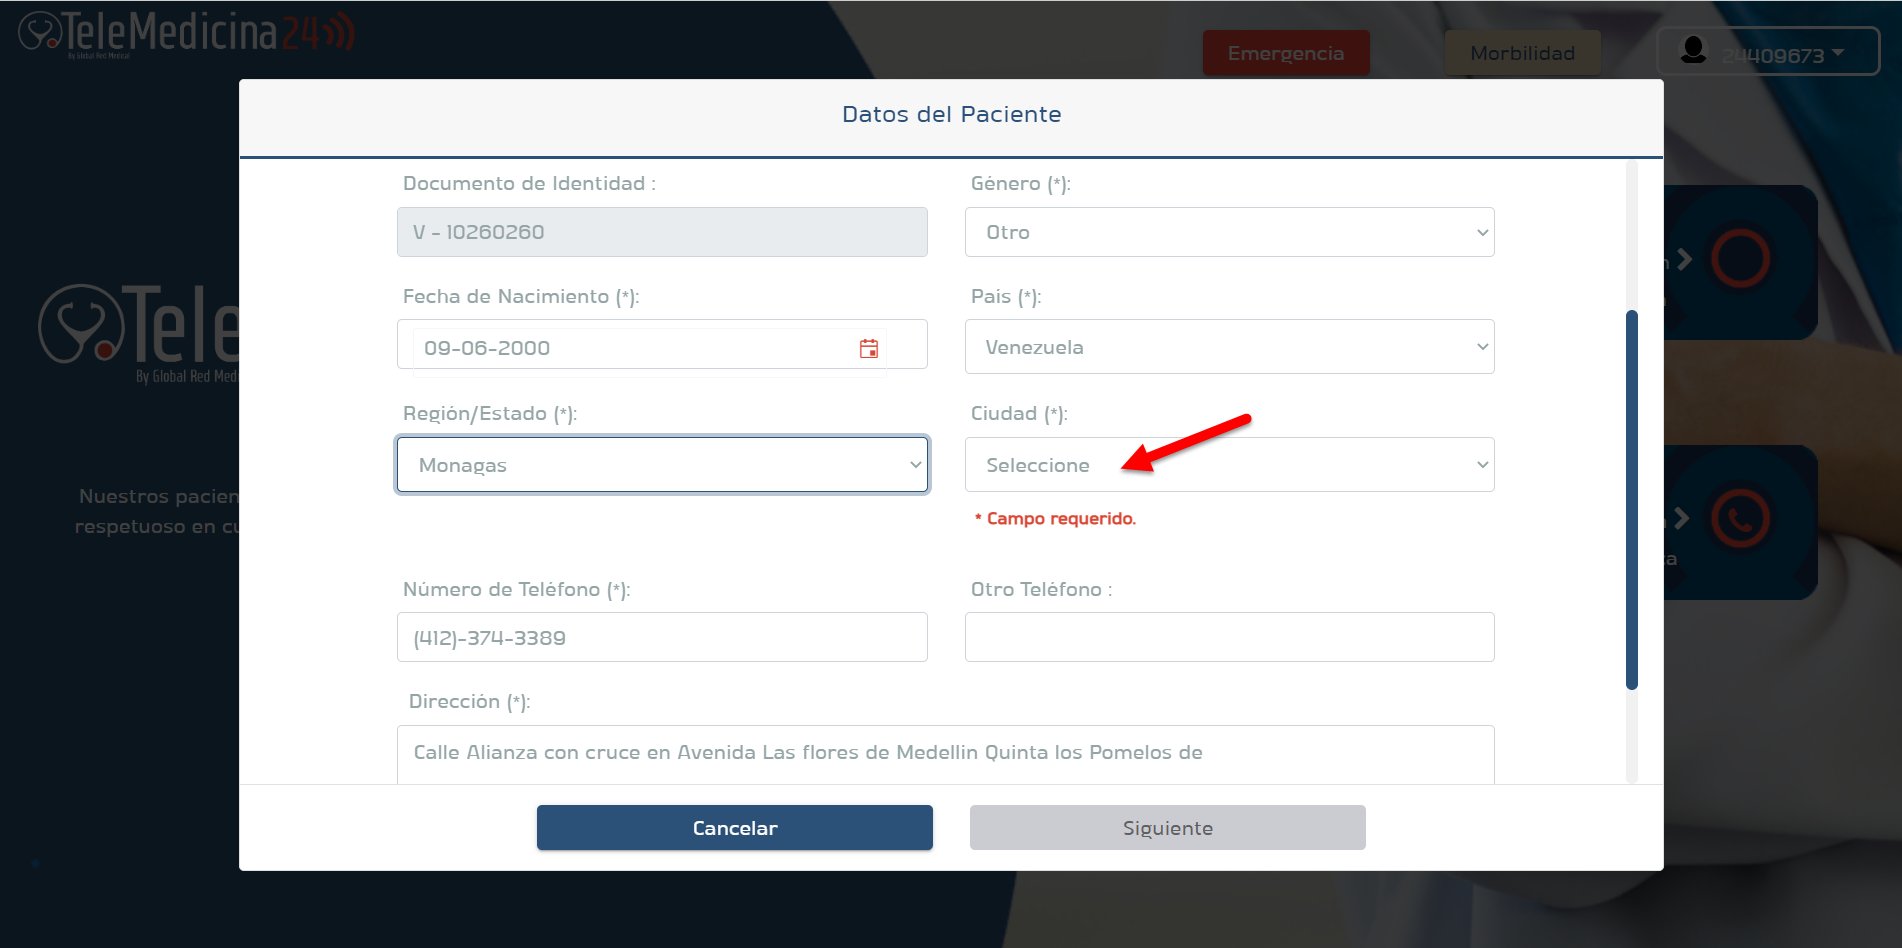 TeleMedicina24
By Global Red Medical
Emergencia
Morbilidad
24409673
Datos del Paciente
Documento de Identidad :
Género (*):
V - 10260260
Otro
Fecha de Nacimiento (*):
País (*):
09-06-2000
Venezuela
Región/Estado (*):
Ciudad (*):
Monagas
Seleccione
* Campo requerido.
Número de Teléfono (*):
Otro Teléfono :
(412)-374-3389
Dirección (*):
Calle Alianza con cruce en Avenida Las flores de Medellin Quinta los Pomelos de
Cancelar
Siguiente
Tele
By Global Red Medi
Nuestros pacien
respetuoso en cu